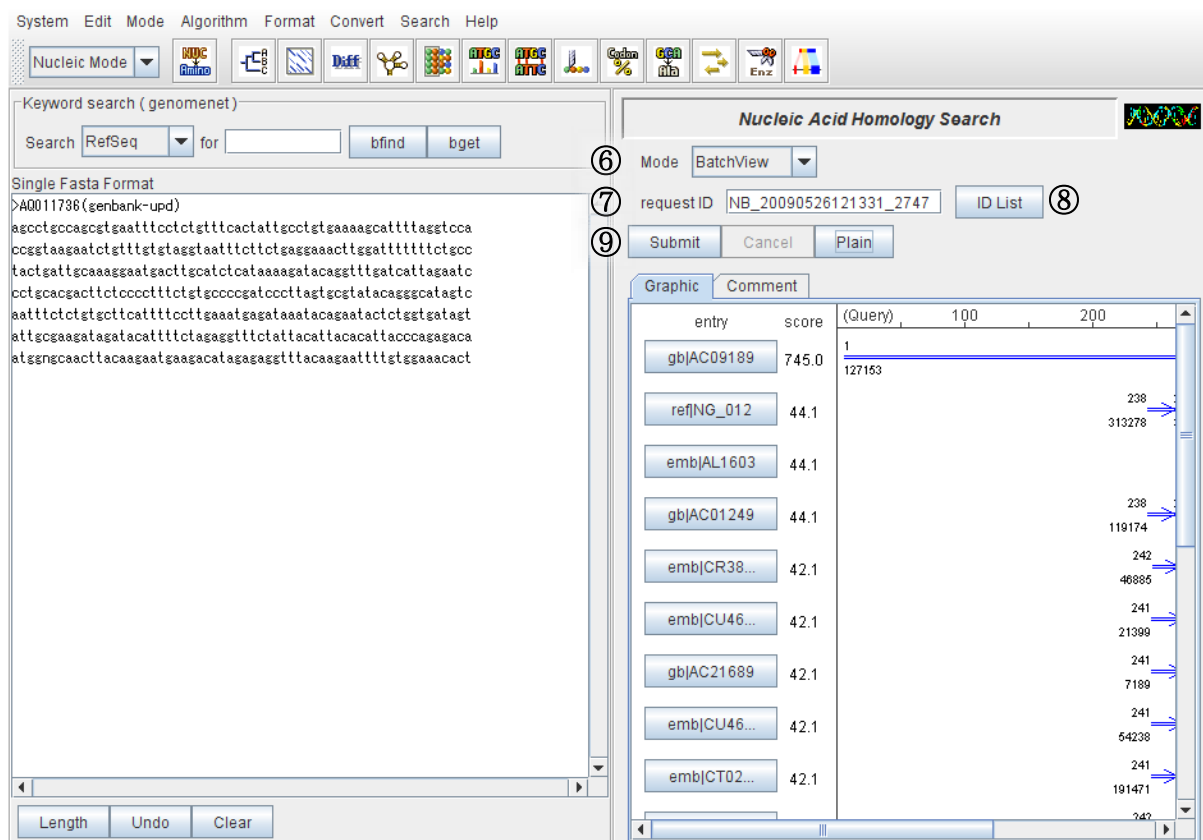 System Edit Mode Algorithm Format Convert Search Help
Nucleic Mode
NUC Amino
A B C
Diff
ATGC
ATGC ATTC
Codon %
GCA Ala
Enz
Keyword search ( genomenet )
Search RefSeq for bfind bget
Single Fasta Format
>AQ011736(genbank-upd)
agcctgccagcgtgaatttcctctgtttcactattgcctgtgaaaagcattttaggtcca
ccggtaagaatctgtttgtgtaggtaatttcttctgaggaaacttggatttttttctgcc
tactgattgcaaaggaatgacttgcatctcataaaagatacaggtttgatcattagaatc
cctgcacgacttctcccctttctgtgccccgatcccttagtgcgtatacagggcatagtc
aatttctctgtgcttcattttccttgaaatgagataaatacagaatactctggtgatagt
attgcgaagatagatacattttctagaggtttctattacattacacattacccagagaca
atggngcaacttacaagaatgaagacatagagaggtttacaagaattttgtggaaacact
Length Undo Clear
Nucleic Acid Homology Search
⑥ Mode BatchView
⑦ request ID NB_20090526121331_2747 ID List ⑧
⑨ Submit Cancel Plain
Graphic Comment
entry score (Query) 100 200
gb|AC09189 745.0 1
127153
ref|NG_012 44.1 238
313278
emb|AL1603 44.1
gb|AC01249 44.1 238
119174
emb|CR38... 42.1 242
46885
emb|CU46... 42.1 241
21399
gb|AC21689 42.1 241
7189
emb|CU46... 42.1 241
54238
emb|CT02... 42.1 241
191471
242